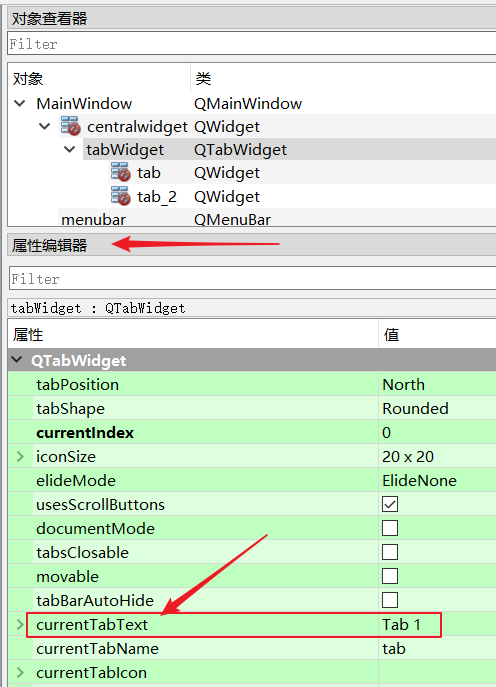 对象查看器
Filter
对象 类
MainWindow QMainWindow
centralwidget QWidget
tabWidget QTabWidget
tab QWidget
tab_2 QWidget
menubar QMenuBar
属性编辑器
Filter
tabWidget : QTabWidget
属性 值
QTabWidget
tabPosition North
tabShape Rounded
currentIndex 0
iconSize 20 x 20
elideMode ElideNone
usesScrollButtons
documentMode
tabsClosable
movable
tabBarAutoHide
currentTabText Tab 1
currentTabName tab
currentTabIcon